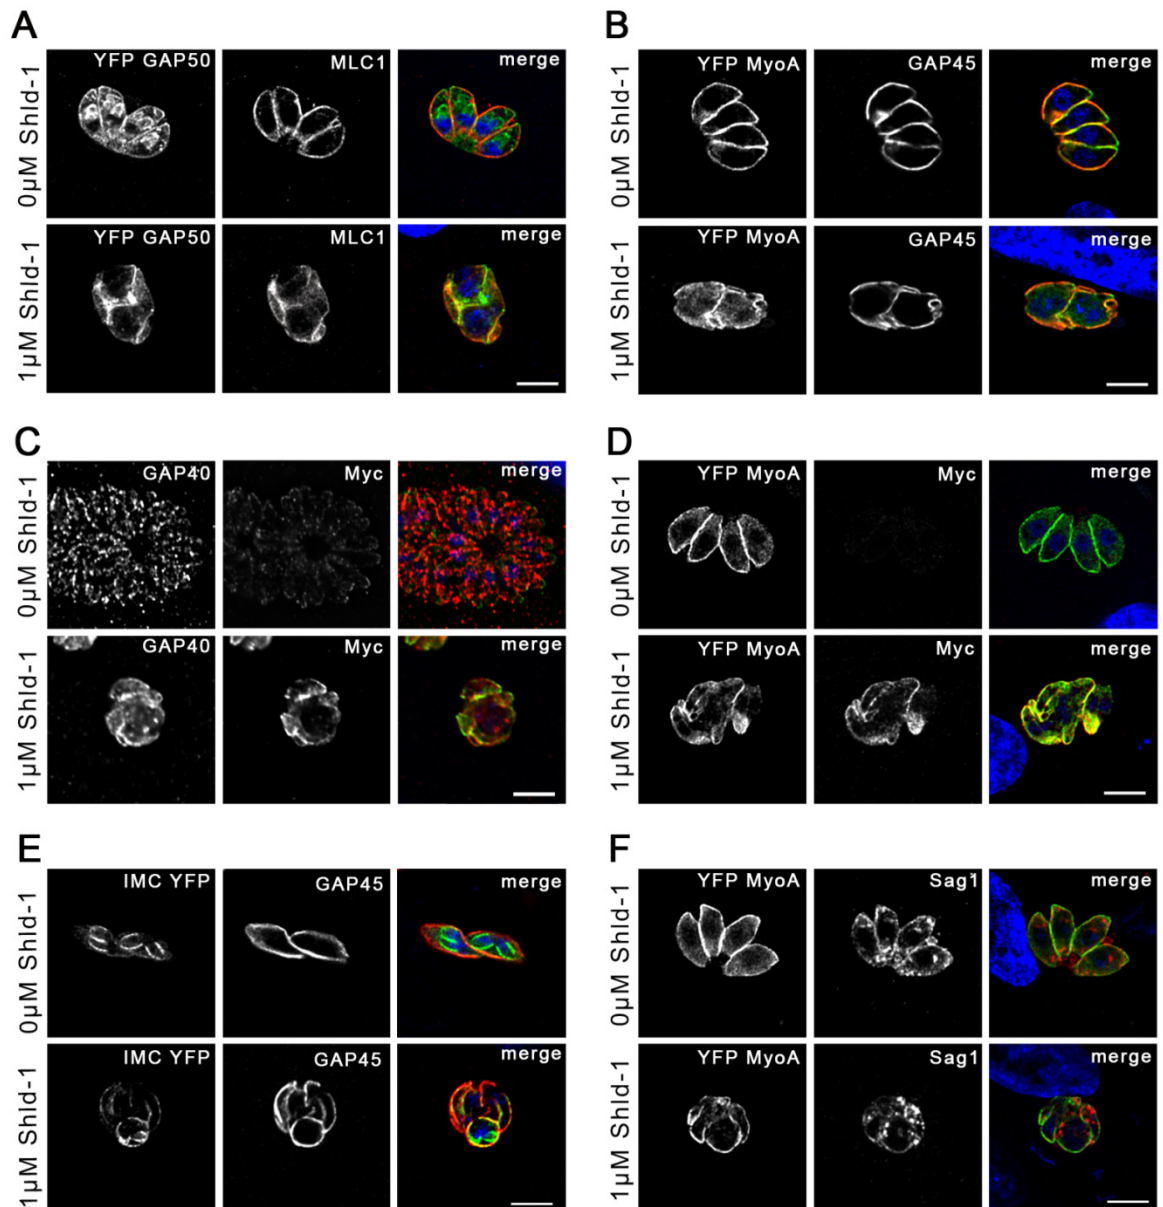 A
0µM Shld-1
YFP GAP50
MLC1
merge
1µM Shld-1
YFP GAP50
MLC1
merge
B
0µM Shld-1
YFP MyoA
GAP45
merge
1µM Shld-1
YFP MyoA
GAP45
merge
C
0µM Shld-1
GAP40
Myc
merge
1µM Shld-1
GAP40
Myc
merge
D
0µM Shld-1
YFP MyoA
Myc
merge
1µM Shld-1
YFP MyoA
Myc
merge
E
0µM Shld-1
IMC YFP
GAP45
merge
1µM Shld-1
IMC YFP
GAP45
merge
F
0µM Shld-1
YFP MyoA
Sag1
merge
1µM Shld-1
YFP MyoA
Sag1
merge